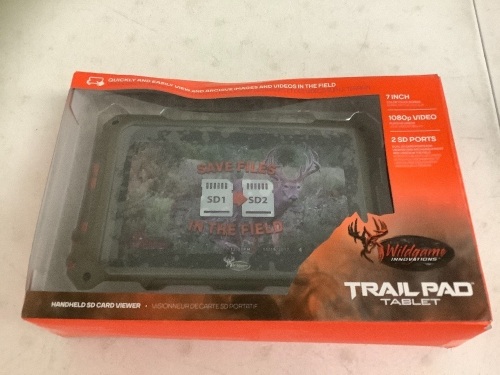 QUICKLY AND EASILY VIEW AND ARCHIVE IMAGES AND VIDEOS IN THE FIELD
7 INCH
1080p VIDEO
2 SD PORTS
SAVE FILES
SD1
SD2
IN THE FIELD
Wildgame
INNOVATIONS
TRAIL PAD
TABLET
HANDHELD SD CARD VIEWER • VISIONNEUR DE CARTE SD PORTATIF